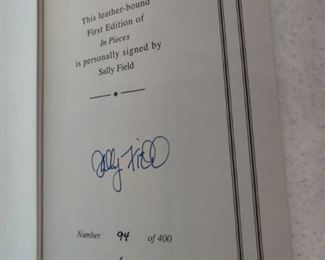 This leather-bound
First Edition of
In Pieces
is personally signed by
Sally Field
Sally Field
Number 94 of 400